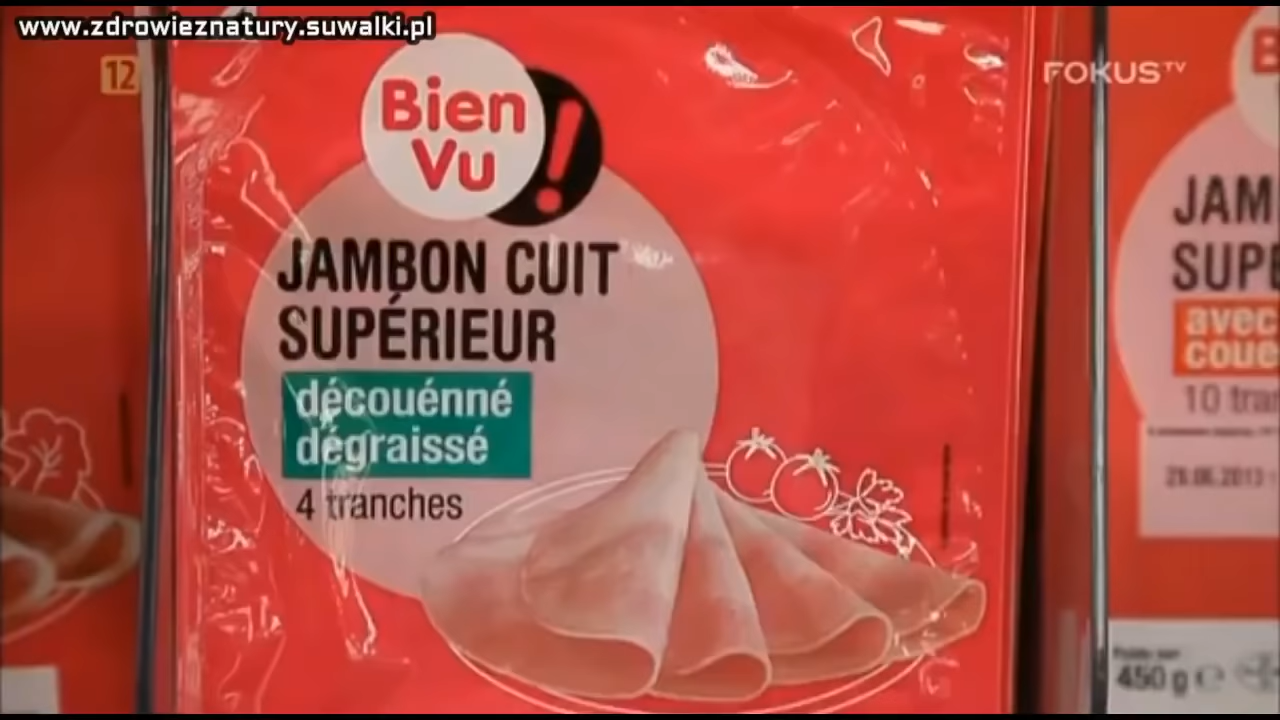 www.zdrowieznatury.suwalki.pl
12
FOKUS TV
Bien
Vu
!
JAMBON CUIT
SUPÉRIEUR
découénné
dégraissé
4 tranches
B
JAM
SUPÉ
avec
coue
10 tran
450 g e